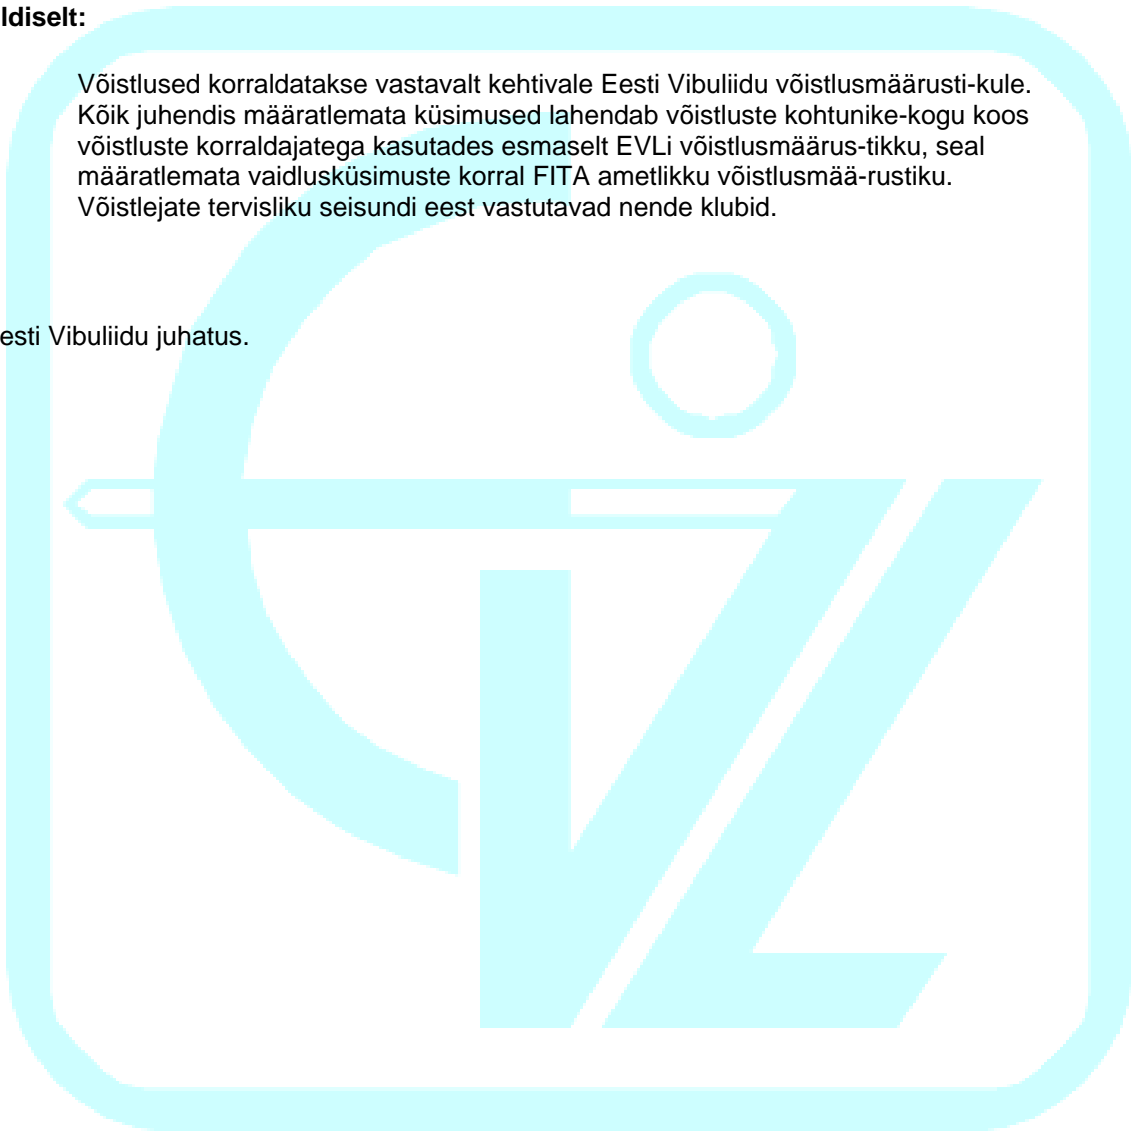 ldiselt:
Võistlused korraldatakse vastavalt kehtivale Eesti Vibuliidu võistlusmäärusti-kule.
Kõik juhendis määratlemata küsimused lahendab võistluste kohtunike-kogu koos
võistluste korraldajatega kasutades esmaselt EVLi võistlusmäärus-tikku, seal
määratlemata vaidlusküsimuste korral FITA ametlikku võistlusmää-rustiku.
Võistlejate tervisliku seisundi eest vastutavad nende klubid.
esti Vibuliidu juhatus.